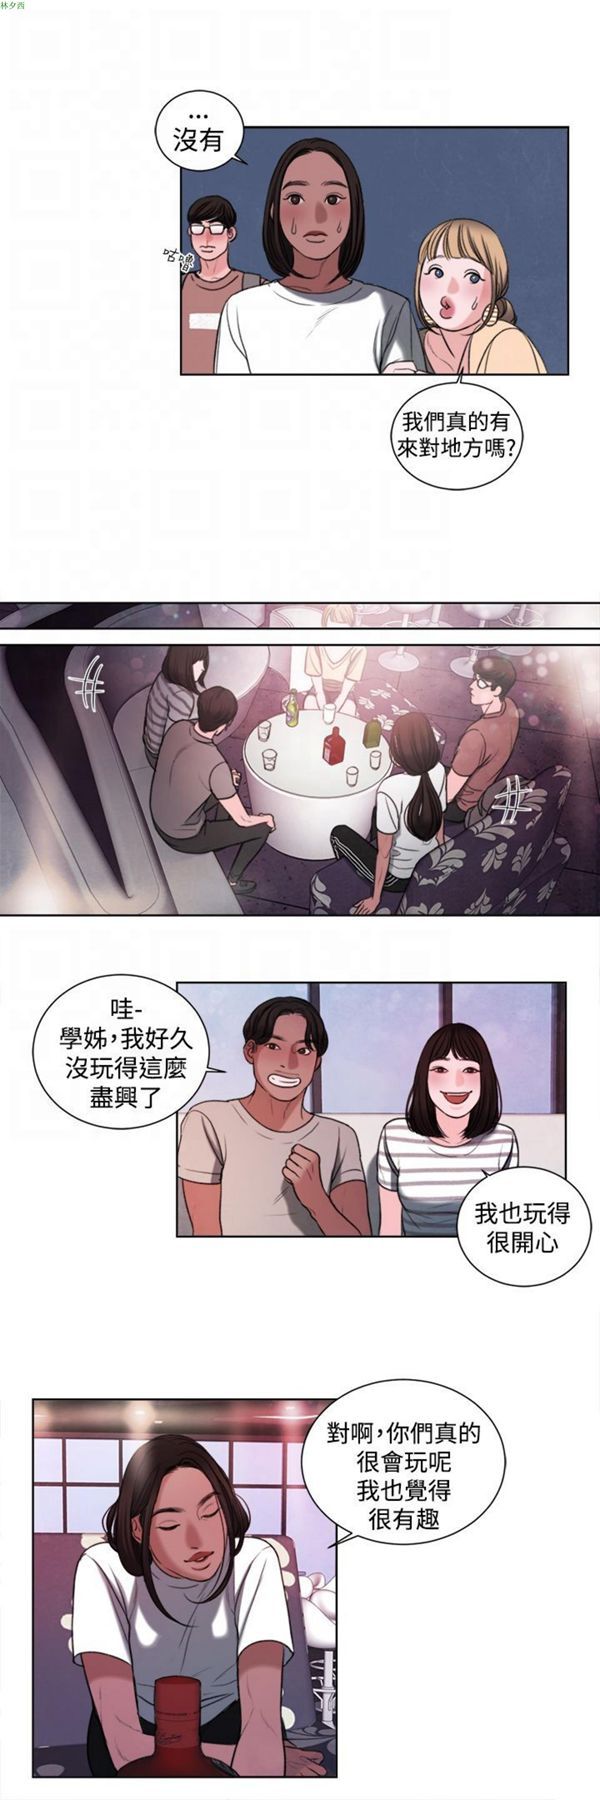 林夕西
...
沒有
咕嚕
我們真的有
來對地方嗎?
哇-
學姊,我好久
沒玩得這麼
盡興了
我也玩得
很開心
對啊,你們真的
很會玩呢
我也覺得
很有趣